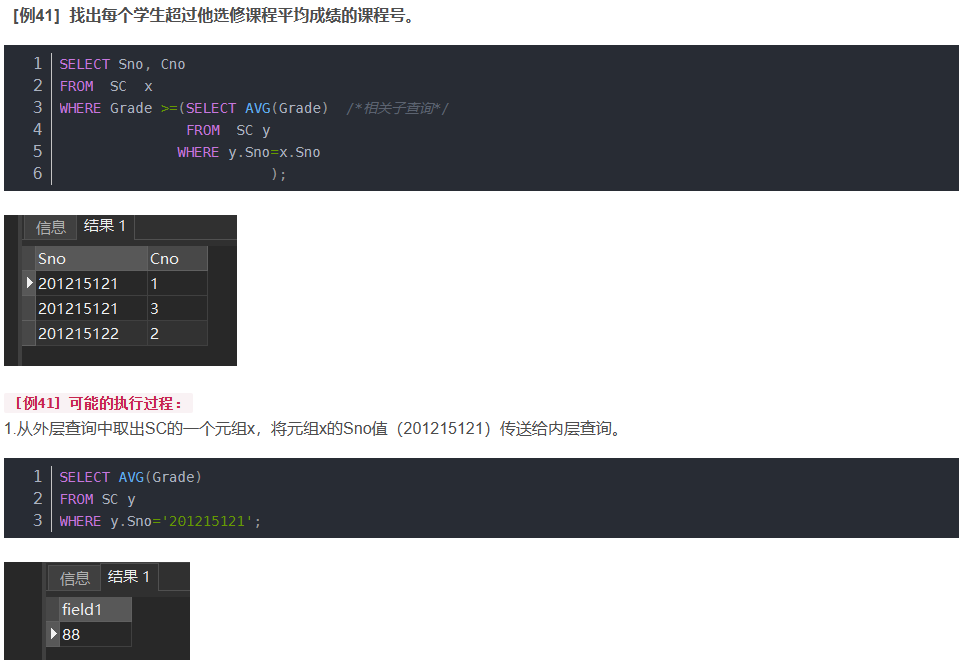 [例41] 找出每个学生超过他选修课程平均成绩的课程号。
1 SELECT Sno, Cno
2 FROM  SC  x
3 WHERE Grade >=(SELECT AVG(Grade)  /*相关子查询*/
4 FROM  SC y
5 WHERE y.Sno=x.Sno
6 );
信息 结果 1
Sno Cno
201215121 1
201215121 3
201215122 2
[例41] 可能的执行过程：
1.从外层查询中取出SC的一个元组x，将元组x的Sno值（201215121）传送给内层查询。
1 SELECT AVG(Grade)
2 FROM SC y
3 WHERE y.Sno='201215121';
信息 结果 1
field1
88